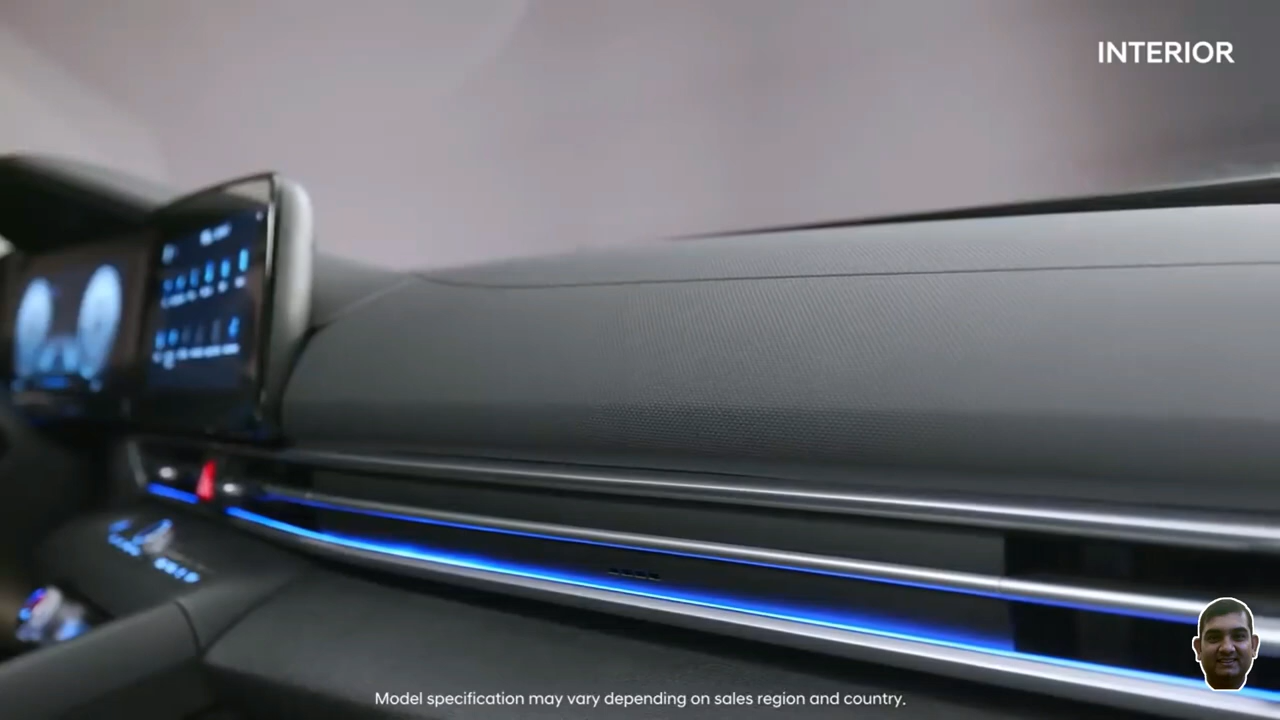 INTERIOR
Model specification may vary depending on sales region and country.